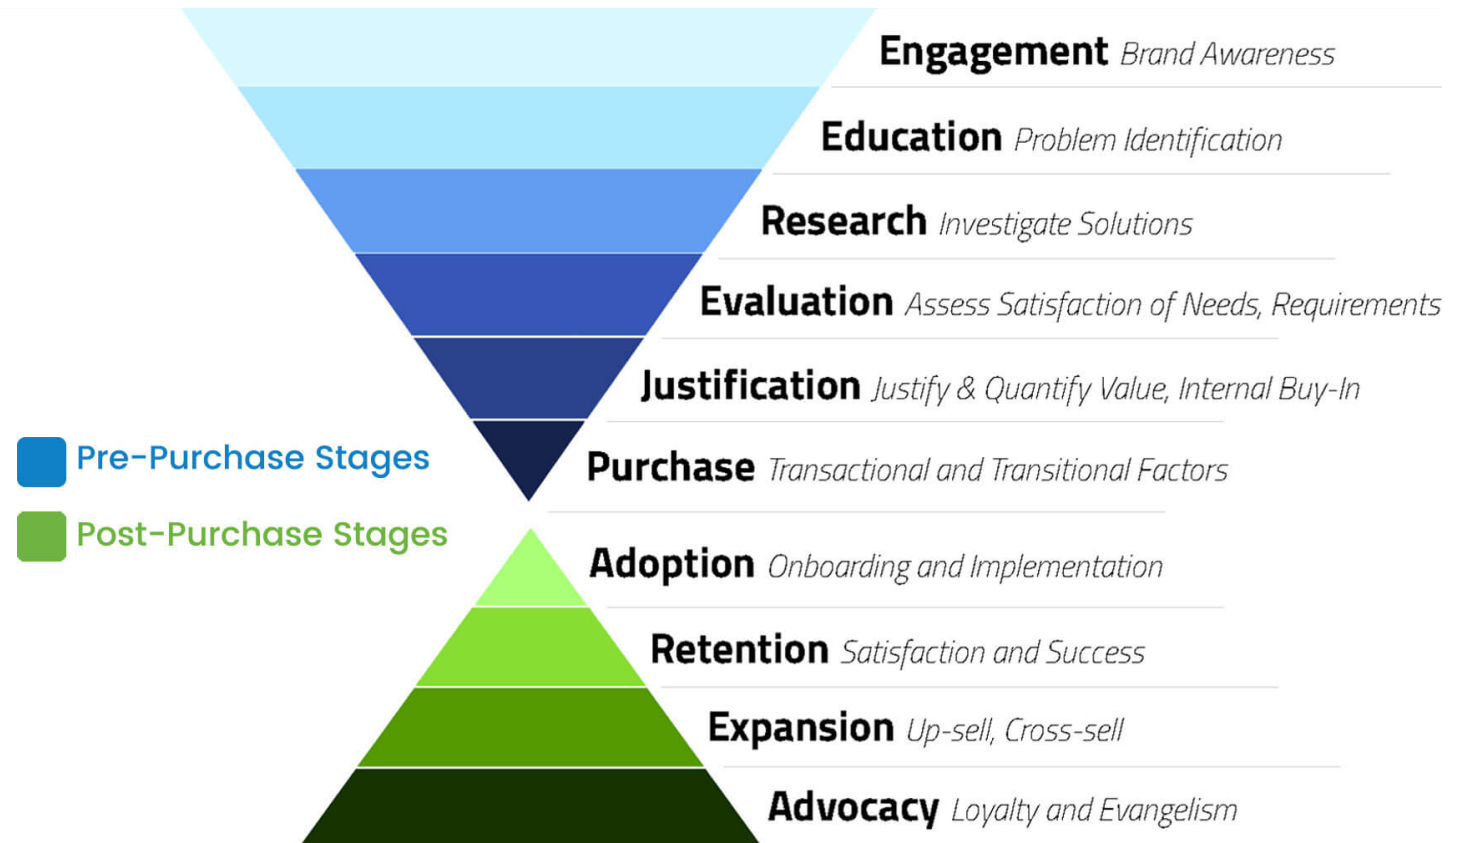 Engagement Brand Awareness
Education Problem Identification
Research Investigate Solutions
Evaluation Assess Satisfaction of Needs, Requirements
Justification Justify & Quantify Value, Internal Buy-In
Pre-Purchase Stages
Purchase Transactional and Transitional Factors
Post-Purchase Stages
Adoption Onboarding and Implementation
Retention Satisfaction and Success
Expansion Up-sell, Cross-sell
Advocacy Loyalty and Evangelism